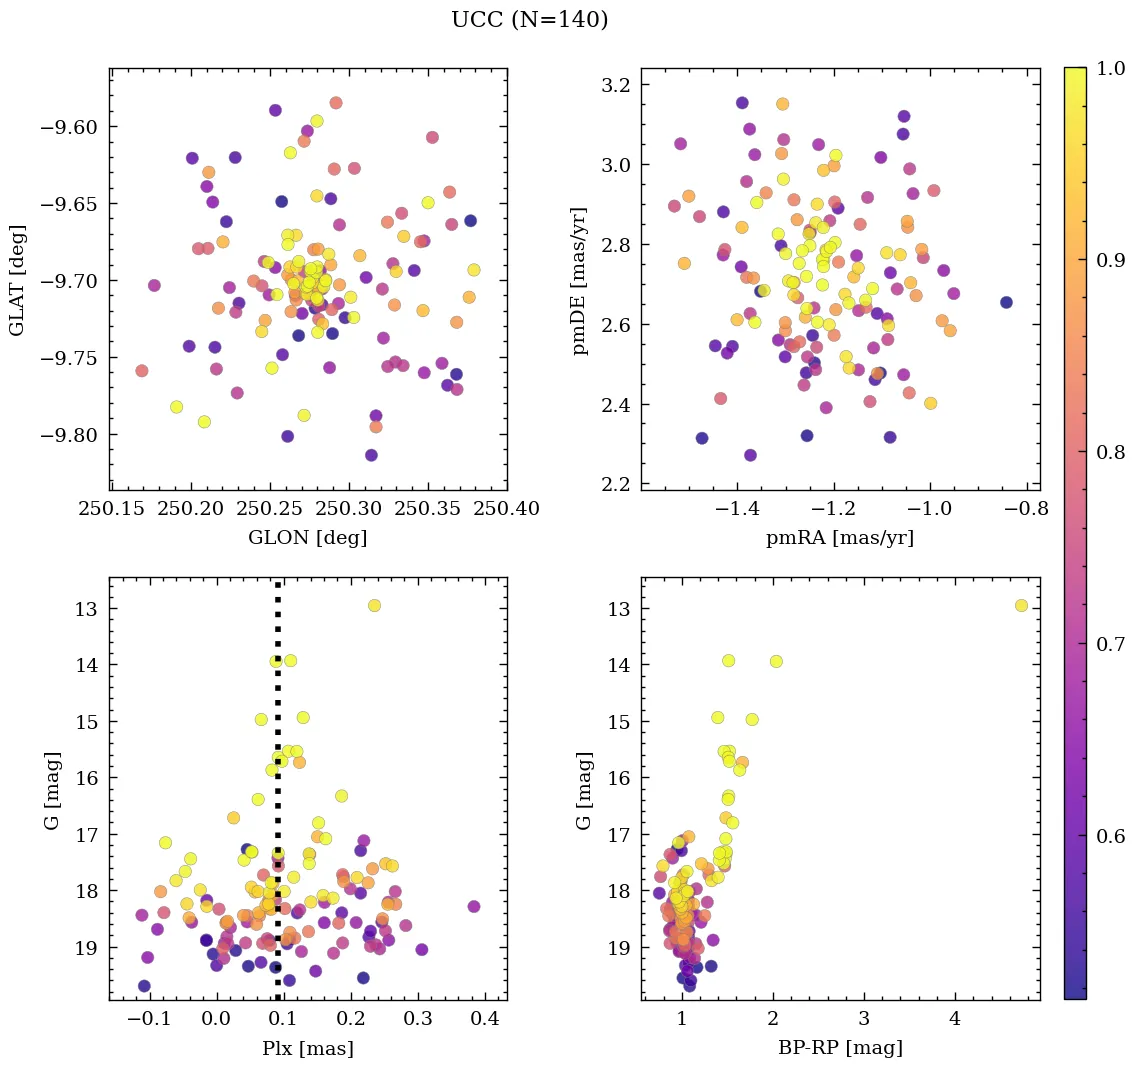 UCC (N=140)
−9.60
−9.65
−9.70
−9.75
−9.80
GLAT [deg]
250.15 250.20 250.25 250.30 250.35 250.40
GLON [deg]
3.2
3.0
2.8
2.6
2.4
2.2
pmDE [mas/yr]
−1.4 −1.2 −1.0 −0.8
pmRA [mas/yr]
1.0
0.9
0.8
0.7
0.6
13
14
15
16
17
18
19
G [mag]
−0.1 0.0 0.1 0.2 0.3 0.4
Plx [mas]
13
14
15
16
17
18
19
G [mag]
1 2 3 4
BP-RP [mag]